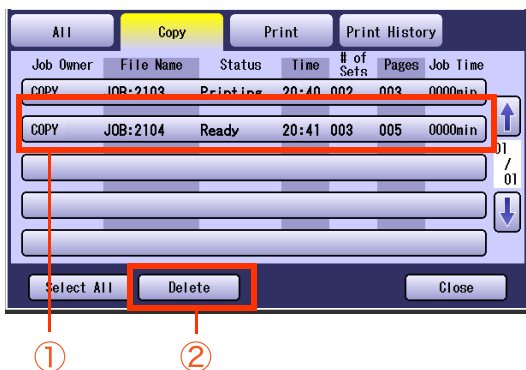 All Copy Print Print History
Job Owner File Name Status Time # of Sets Pages Job Time
COPY JOB:2103 Printing 20:40 002 003 0000min
COPY JOB:2104 Ready 20:41 003 005 0000min
01
/
01
Select All Delete Close
① ②